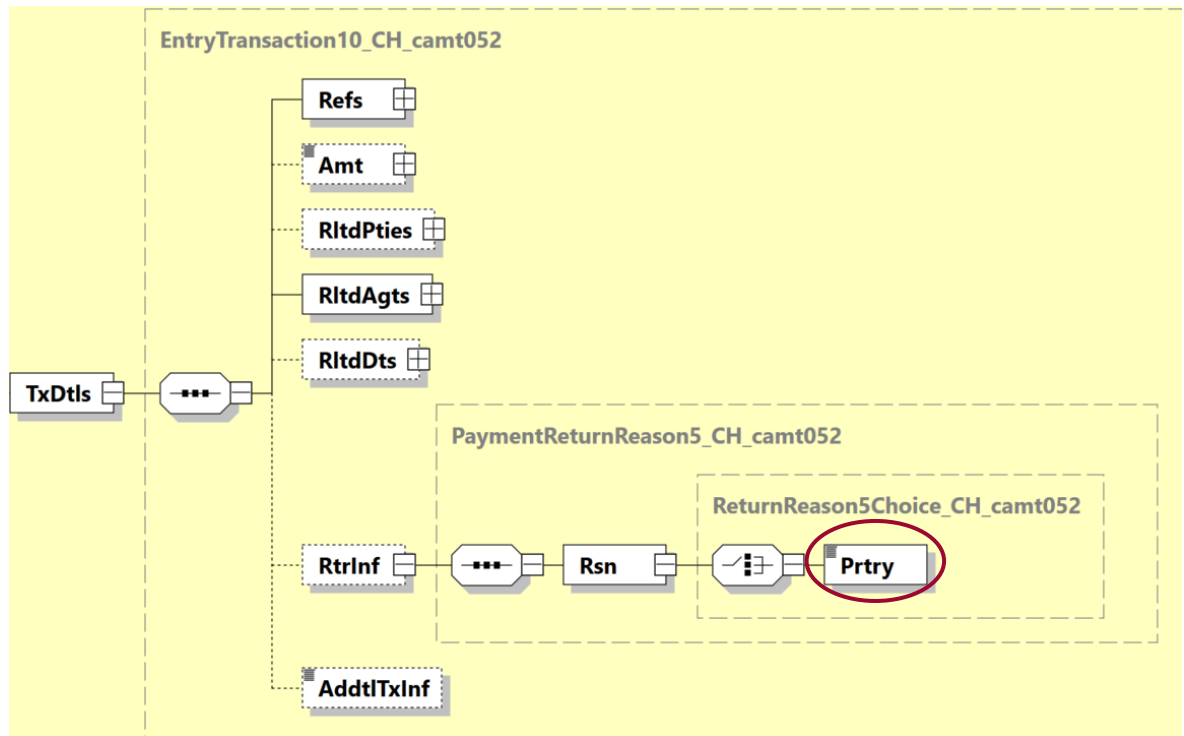 EntryTransaction10_CH_camt052
Refs
Amt
RltdPties
RltdAgts
RltdDts
TxDtls
PaymentReturnReason5_CH_camt052
ReturnReason5Choice_CH_camt052
RtrInf
Rsn
Prtry
AddtlTxInf